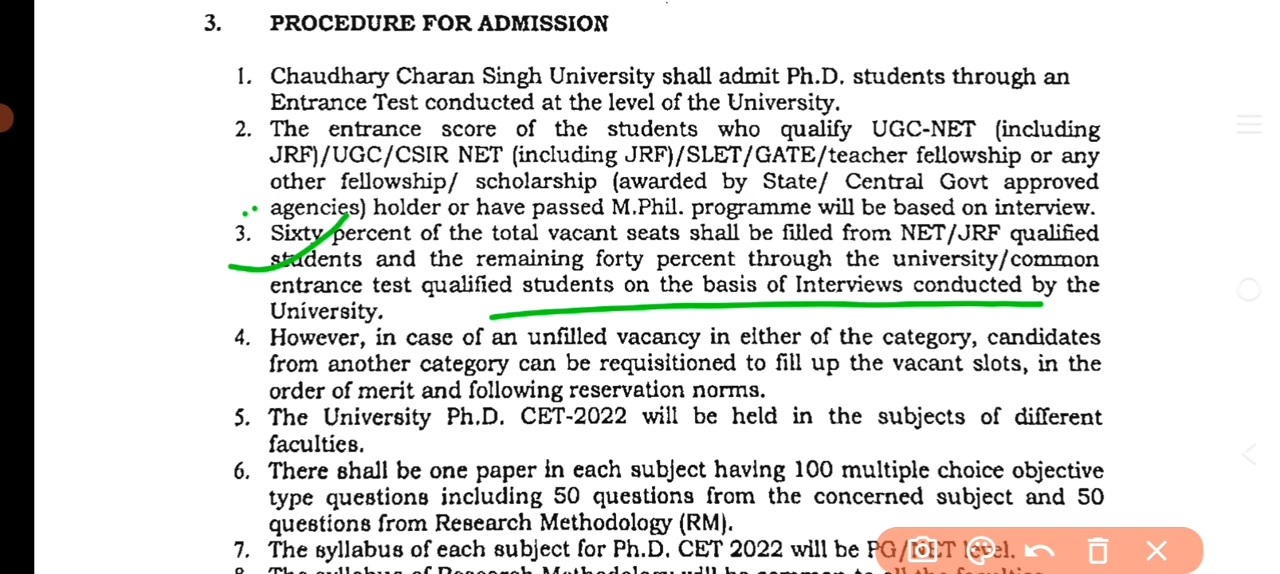 3. PROCEDURE FOR ADMISSION
1. Chaudhary Charan Singh University shall admit Ph.D. students through an
Entrance Test conducted at the level of the University.
2. The entrance score of the students who qualify UGC-NET (including
JRF)/UGC/CSIR NET (including JRF)/SLET/GATE/teacher fellowship or any
other fellowship/ scholarship (awarded by State/ Central Govt approved
agencies) holder or have passed M.Phil. programme will be based on interview.
3. Sixty percent of the total vacant seats shall be filled from NET/JRF qualified
students and the remaining forty percent through the university/common
entrance test qualified students on the basis of Interviews conducted by the
University.
4. However, in case of an unfilled vacancy in either of the category, candidates
from another category can be requisitioned to fill up the vacant slots, in the
order of merit and following reservation norms.
5. The University Ph.D. CET-2022 will be held in the subjects of different
faculties.
6. There shall be one paper in each subject having 100 multiple choice objective
type questions including 50 questions from the concerned subject and 50
questions from Research Methodology (RM).
7. The syllabus of each subject for Ph.D. CET 2022 will be PG/NET level.